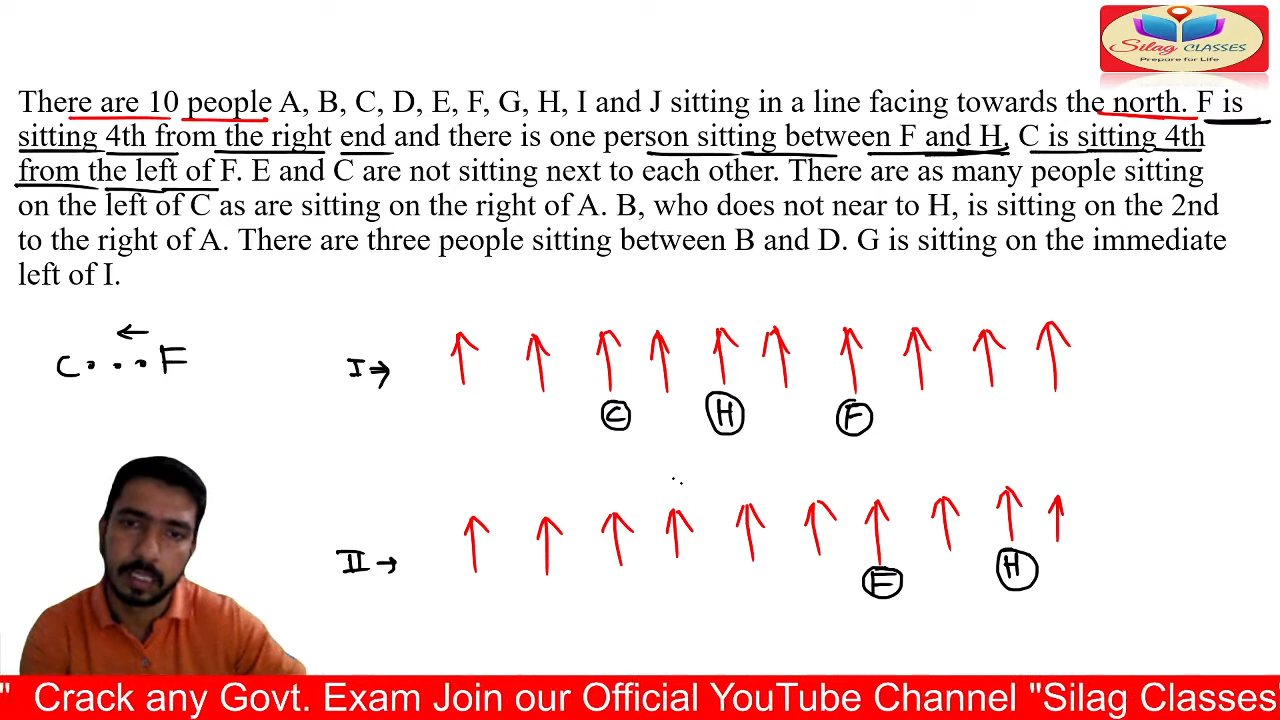 Silag CLASSES
Prepare for Life
There are 10 people A, B, C, D, E, F, G, H, I and J sitting in a line facing towards the north. F is
sitting 4th from the right end and there is one person sitting between F and H. C is sitting 4th
from the left of F. E and C are not sitting next to each other. There are as many people sitting
on the left of C as are sitting on the right of A. B, who does not near to H, is sitting on the 2nd
to the right of A. There are three people sitting between B and D. G is sitting on the immediate
left of I.
← 
C...F
I→
C H F
II→
F H
" Crack any Govt. Exam Join our Official YouTube Channel "Silag Classes"